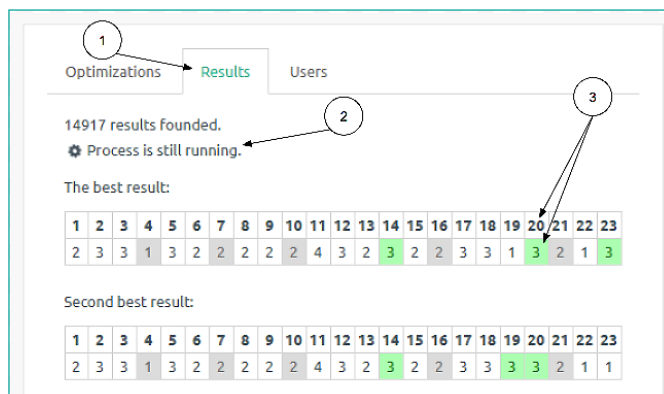 1
Optimizations Results Users
2
3
14917 results founded.
Process is still running.
The best result:
1 2 3 4 5 6 7 8 9 10 11 12 13 14 15 16 17 18 19 20 21 22 23
2 3 3 1 3 2 2 2 2 2 4 3 2 3 2 2 3 3 1 3 2 1 3
Second best result:
1 2 3 4 5 6 7 8 9 10 11 12 13 14 15 16 17 18 19 20 21 22 23
2 3 3 1 3 2 2 2 2 2 4 3 2 3 2 2 3 3 3 3 2 1 1